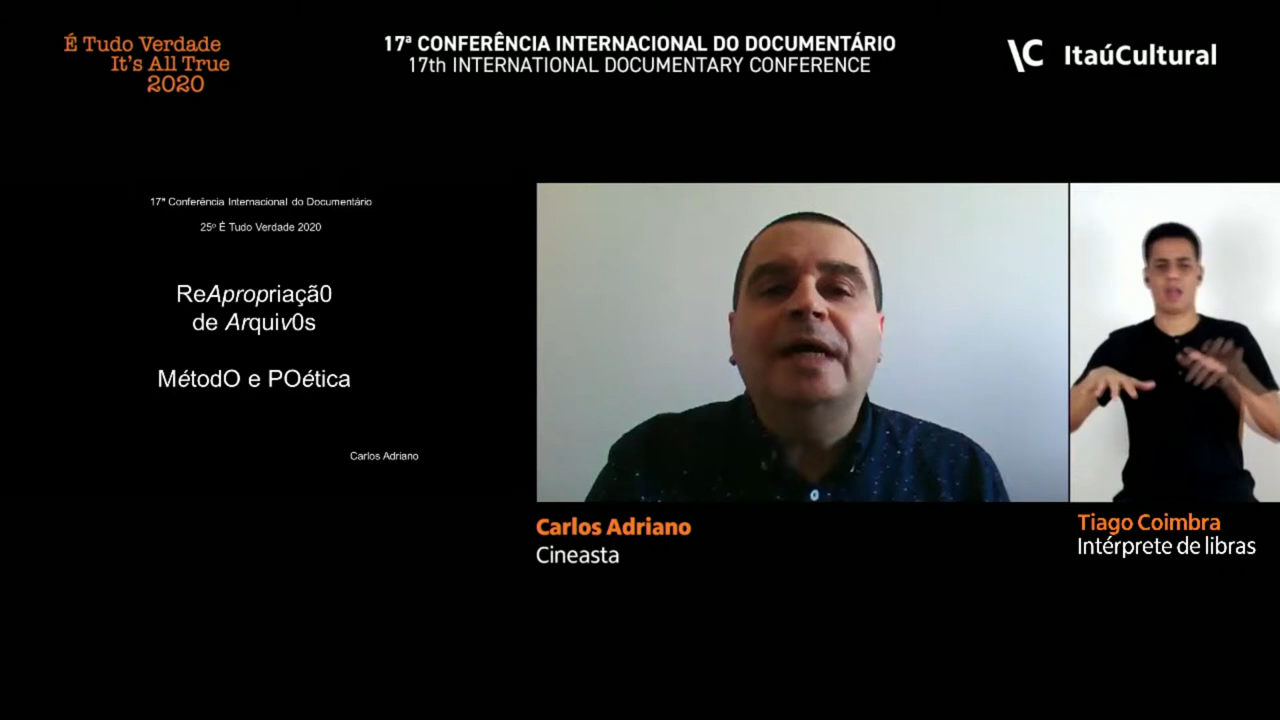 É Tudo Verdade
It's All True
2020
17ª CONFERÊNCIA INTERNACIONAL DO DOCUMENTÁRIO
17th INTERNATIONAL DOCUMENTARY CONFERENCE
\C ItaúCultural
17ª Conferência Internacional do Documentário
25º É Tudo Verdade 2020
ReApropriaçã0
de Arquiv0s
MétodO e POética
Carlos Adriano
Carlos Adriano
Cineasta
Tiago Coimbra
Intérprete de libras